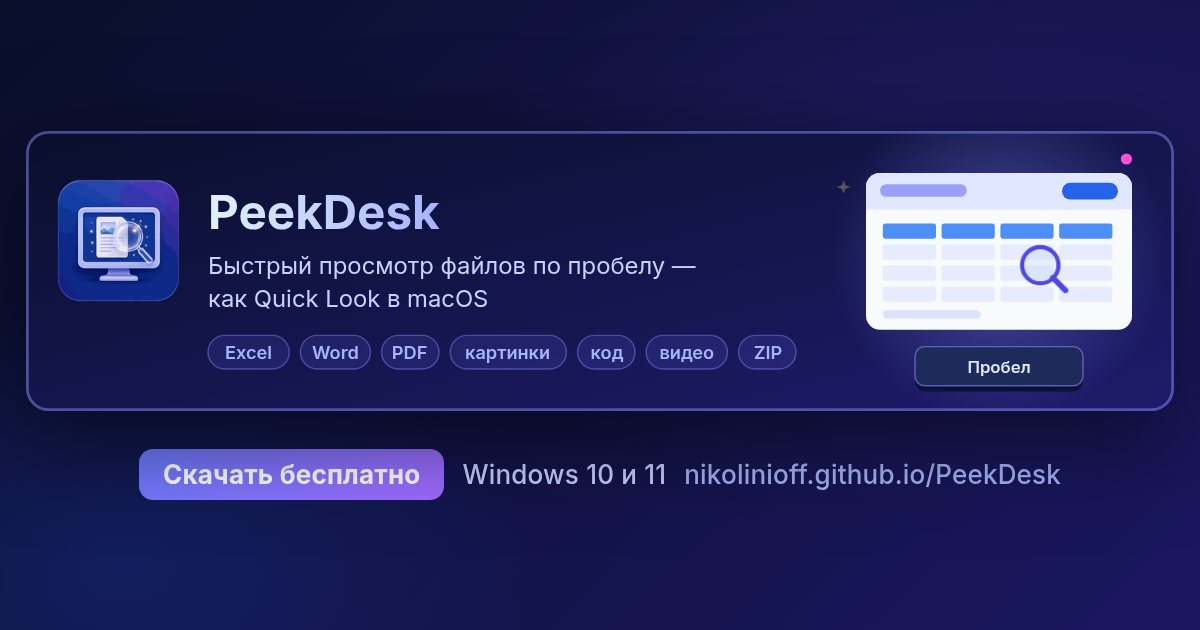 PeekDesk
Быстрый просмотр файлов по пробелу —
как Quick Look в macOS
Excel Word PDF картинки код видео ZIP
Пробел
Скачать бесплатно Windows 10 и 11 nikolinioff.github.io/PeekDesk